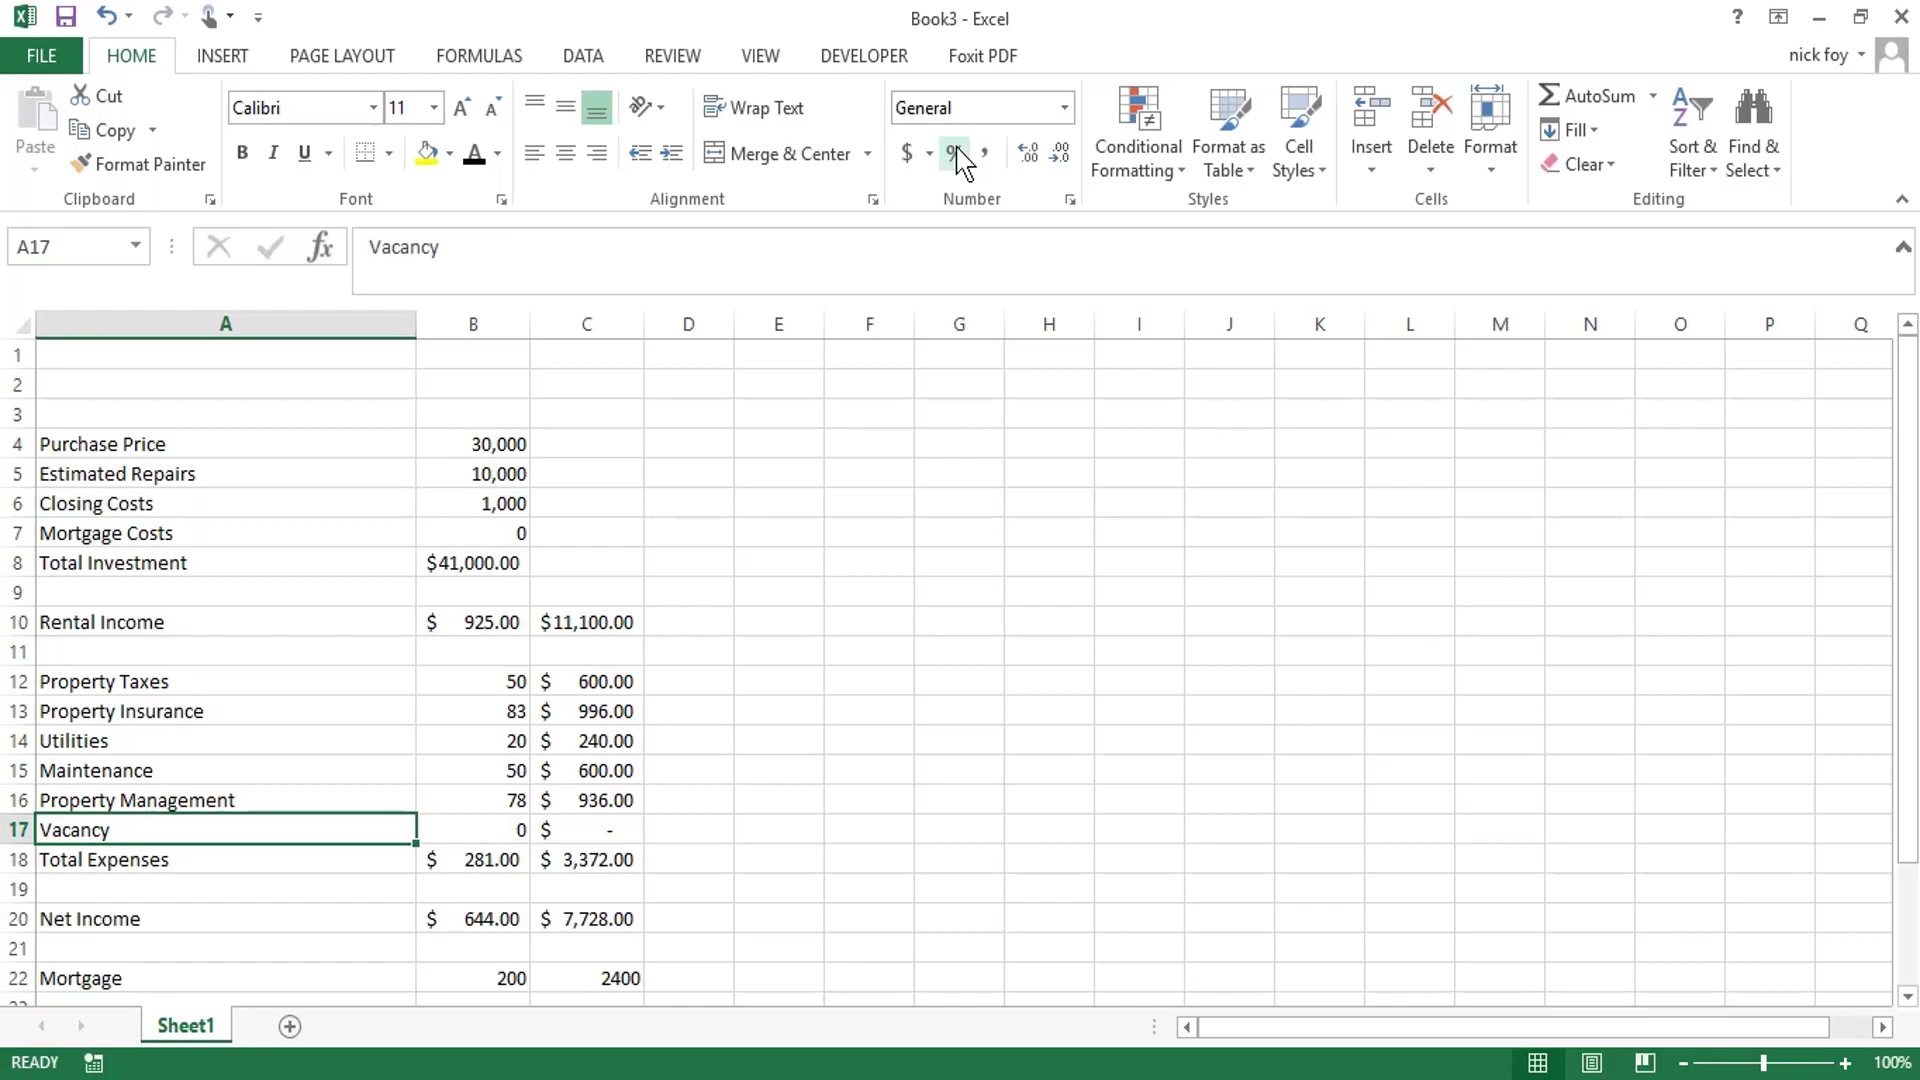 Book3 - Excel
?
FILE HOME INSERT PAGE LAYOUT FORMULAS DATA REVIEW VIEW DEVELOPER Foxit PDF nick foy
Paste
Cut
Copy
Format Painter
Clipboard
Calibri 11
B I U
Font
Wrap Text
Merge & Center
Alignment
General
$ % ,
Number
Conditional Formatting
Format as Table
Cell Styles
Styles
Insert
Delete
Format
Cells
AutoSum
Fill
Clear
Sort & Filter
Find & Select
Editing
A17 fx Vacancy
A B C D E F G H I J K L M N O P Q
1
2
3
4 Purchase Price 30,000
5 Estimated Repairs 10,000
6 Closing Costs 1,000
7 Mortgage Costs 0
8 Total Investment $41,000.00
9
10 Rental Income $ 925.00 $11,100.00
11
12 Property Taxes 50 $ 600.00
13 Property Insurance 83 $ 996.00
14 Utilities 20 $ 240.00
15 Maintenance 50 $ 600.00
16 Property Management 78 $ 936.00
17 Vacancy 0 $ -
18 Total Expenses $ 281.00 $ 3,372.00
19
20 Net Income $ 644.00 $ 7,728.00
21
22 Mortgage 200 2400
Sheet1
READY 100%